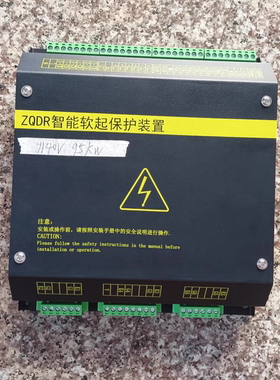 ZQDR智能软起保护装置
1140V 95KW
注意:
安装或操作前，请按照安装手册中的安全说明进行操作。
CAUTION:
Please follow the safety instructions in the manual before
installation or operation.